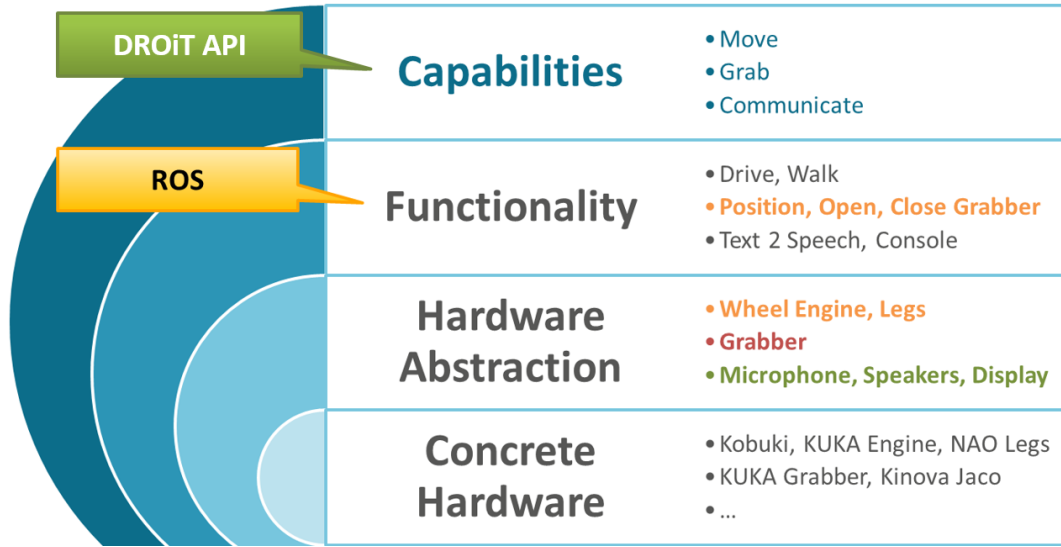 DROiT API
Capabilities
• Move
• Grab
• Communicate
ROS
Functionality
• Drive, Walk
• Position, Open, Close Grabber
• Text 2 Speech, Console
Hardware
Abstraction
• Wheel Engine, Legs
• Grabber
• Microphone, Speakers, Display
Concrete
Hardware
• Kobuki, KUKA Engine, NAO Legs
• KUKA Grabber, Kinova Jaco
• ...